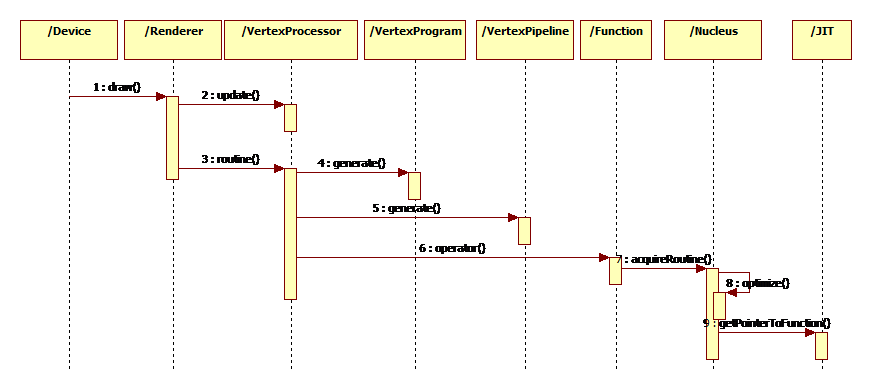 /Device
/Renderer
/VertexProcessor
/VertexProgram
/VertexPipeline
/Function
/Nucleus
/JIT
1 : draw()
2 : update()
3 : routine()
4 : generate()
5 : generate()
6 : operator()
7 : acquireRoutine()
8 : optimize()
9 : getPointerToFunction()